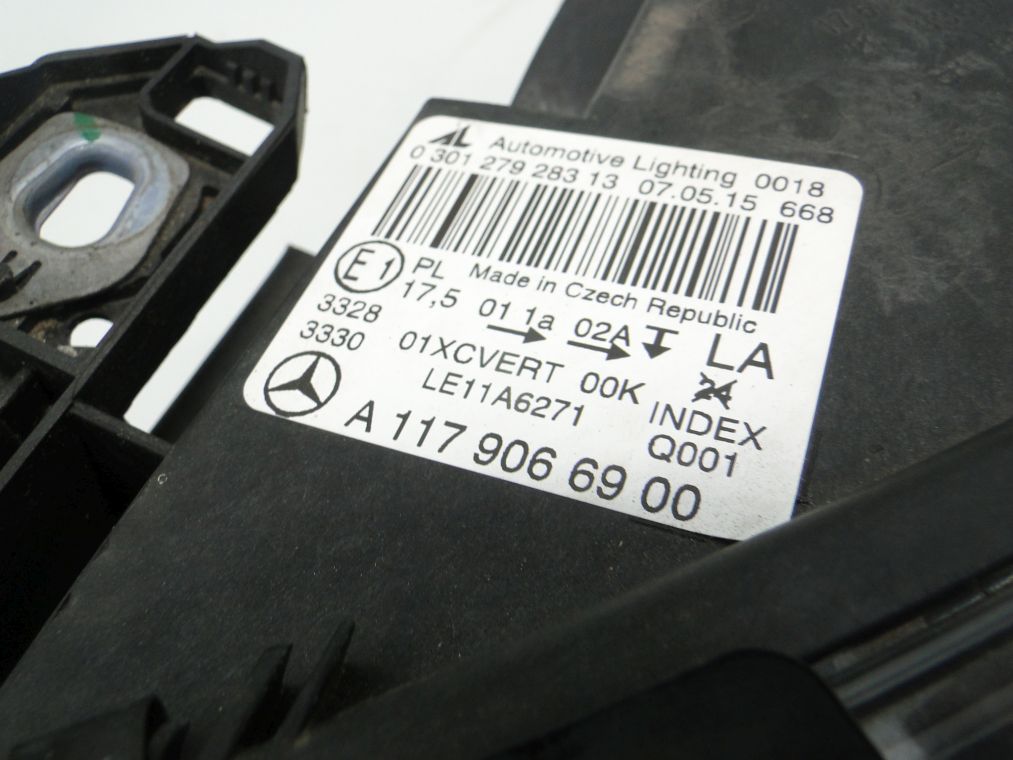 AL Automotive Lighting 0018
0 301 279 283 13 07.05.15 668
E1 PL Made in Czech Republic
17,5 01 1a 02A LA
3328
3330 01XCVERT 00K 24
LE11A6271 INDEX
Q001
A 117 906 69 00